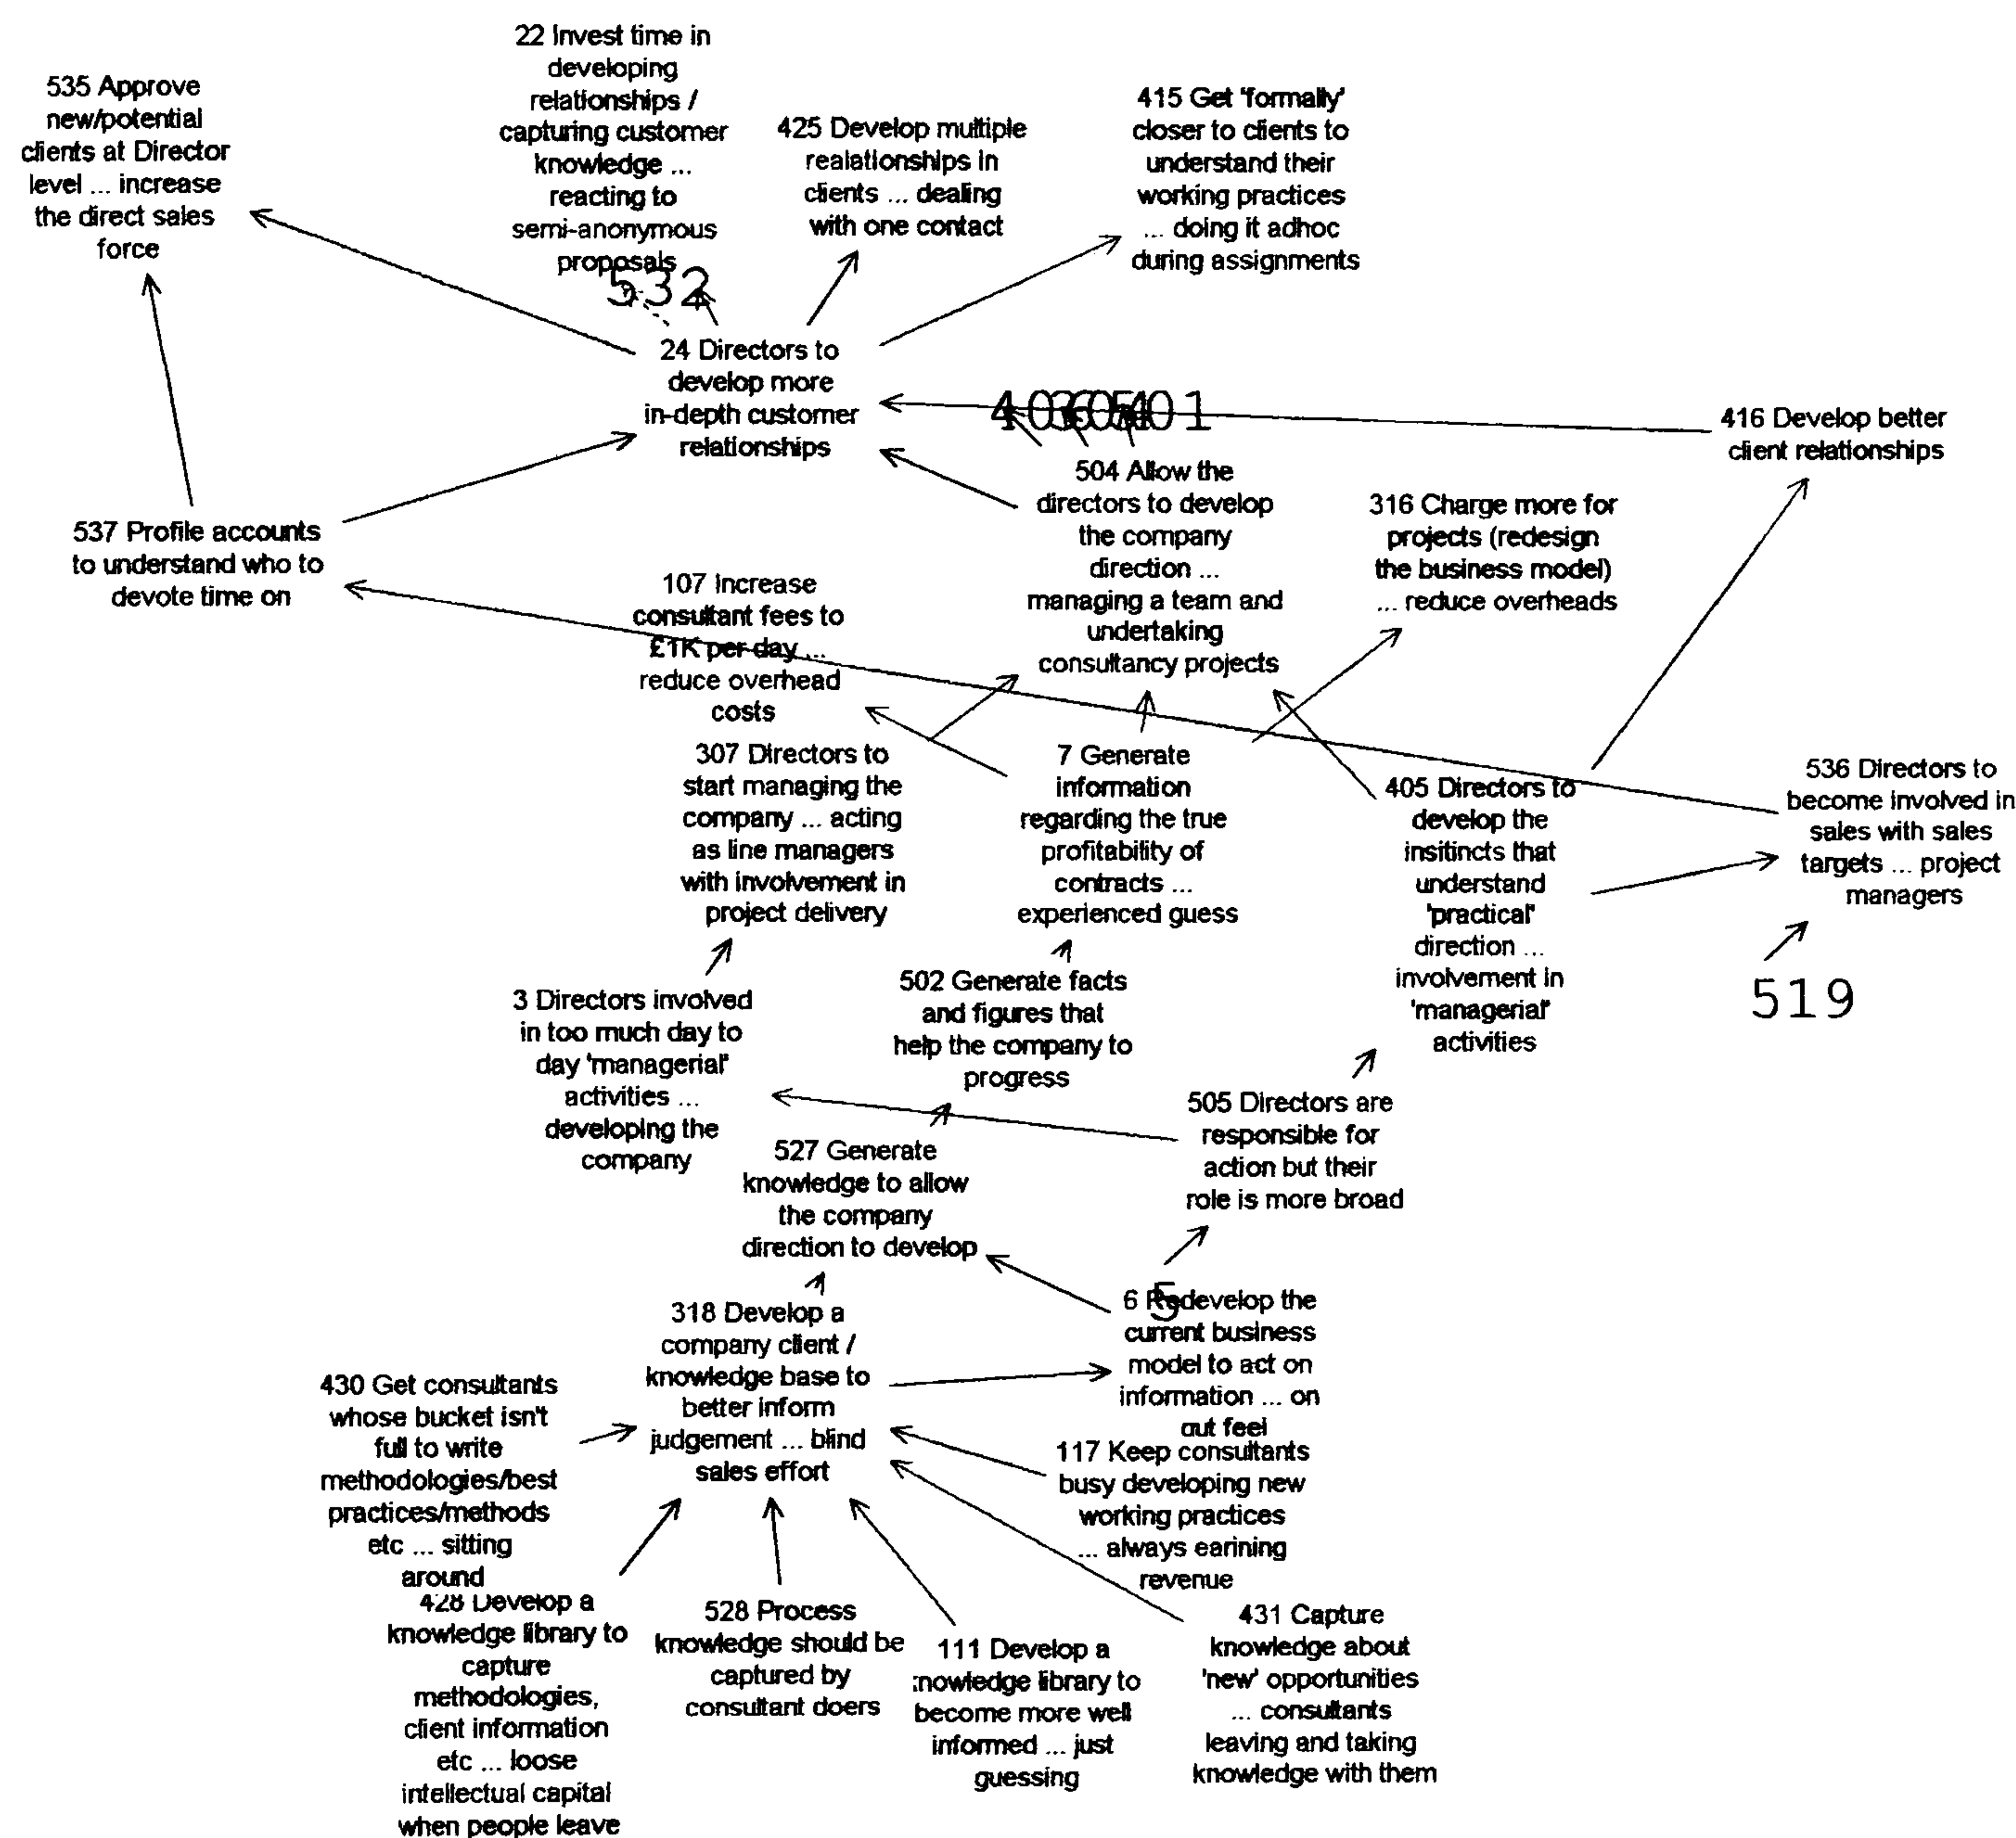 22 Invest time in
developing
relationships /
capturing customer
knowledge ...
reacting to
semi-anonymous
proposals
532
535 Approve
new/potential
clients at Director
level ... increase
the direct sales
force
425 Develop multiple
realationships in
clients ... dealing
with one contact
415 Get 'formally'
closer to clients to
understand their
working practices
... doing it adhoc
during assignments
24 Directors to
develop more
in-depth customer
relationships
416 Develop better
client relationships
504 Allow the
directors to develop
the company
direction ...
managing a team and
undertaking
consultancy projects
316 Charge more for
projects (redesign
the business model)
... reduce overheads
537 Profile accounts
to understand who to
devote time on
107 Increase
consultant fees to
£1K per day ...
reduce overhead
costs
307 Directors to
start managing the
company ... acting
as line managers
with involvement in
project delivery
7 Generate
information
regarding the true
profitability of
contracts ...
experienced guess
405 Directors to
develop the
insitincts that
understand
'practical'
direction ...
involvement in
'managerial'
activities
536 Directors to
become involved in
sales with sales
targets ... project
managers
519
3 Directors involved
in too much day to
day 'managerial'
activities ...
developing the
company
502 Generate facts
and figures that
help the company to
progress
505 Directors are
responsible for
action but their
role is more broad
527 Generate
knowledge to allow
the company
direction to develop
5
6 Redevelop the
current business
model to act on
information ... on
gut feel
318 Develop a
company client /
knowledge base to
better inform
judgement ... blind
sales effort
430 Get consultants
whose bucket isn't
full to write
methodologies/best
practices/methods
etc ... sitting
around
117 Keep consultants
busy developing new
working practices
... always earining
revenue
428 Develop a
knowledge library to
capture
methodologies,
client information
etc ... loose
intellectual capital
when people leave
528 Process
knowledge should be
captured by
consultant doers
111 Develop a
nowledge library to
become more well
informed ... just
guessing
431 Capture
knowledge about
'new' opportunities
... consultants
leaving and taking
knowledge with them